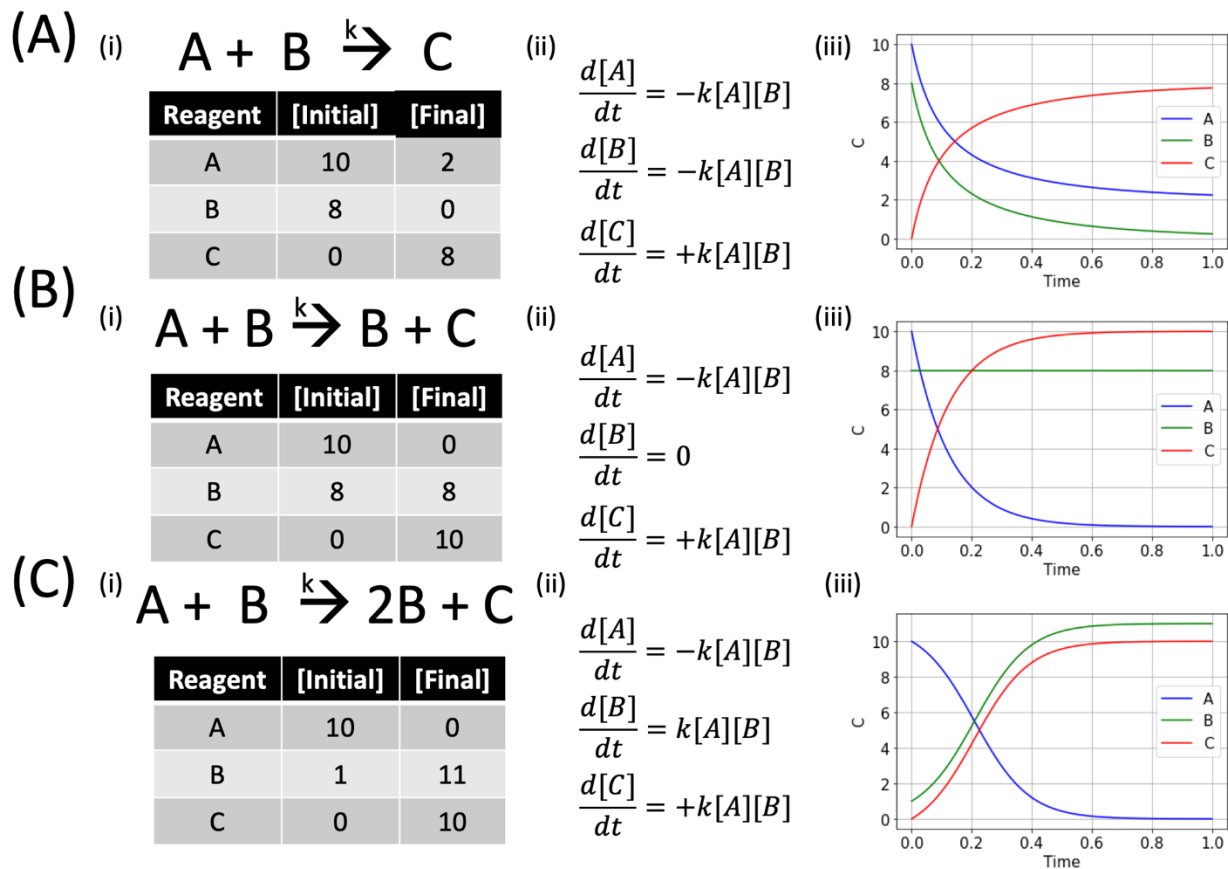 (A)
(i)
A + B →k C
Reagent [Initial] [Final]
A 10 2
B 8 0
C 0 8
(ii)
d[A]/dt = −k[A][B]
d[B]/dt = −k[A][B]
d[C]/dt = +k[A][B]
(iii)
10
8
6
4
2
0
C
A
B
C
0.0 0.2 0.4 0.6 0.8 1.0
Time
(B)
(i)
A + B →k B + C
Reagent [Initial] [Final]
A 10 0
B 8 8
C 0 10
(ii)
d[A]/dt = −k[A][B]
d[B]/dt = 0
d[C]/dt = +k[A][B]
(iii)
10
8
6
4
2
0
C
A
B
C
0.0 0.2 0.4 0.6 0.8 1.0
Time
(C)
(i)
A + B →k 2B + C
Reagent [Initial] [Final]
A 10 0
B 1 11
C 0 10
(ii)
d[A]/dt = −k[A][B]
d[B]/dt = k[A][B]
d[C]/dt = +k[A][B]
(iii)
10
8
6
4
2
0
C
A
B
C
0.0 0.2 0.4 0.6 0.8 1.0
Time